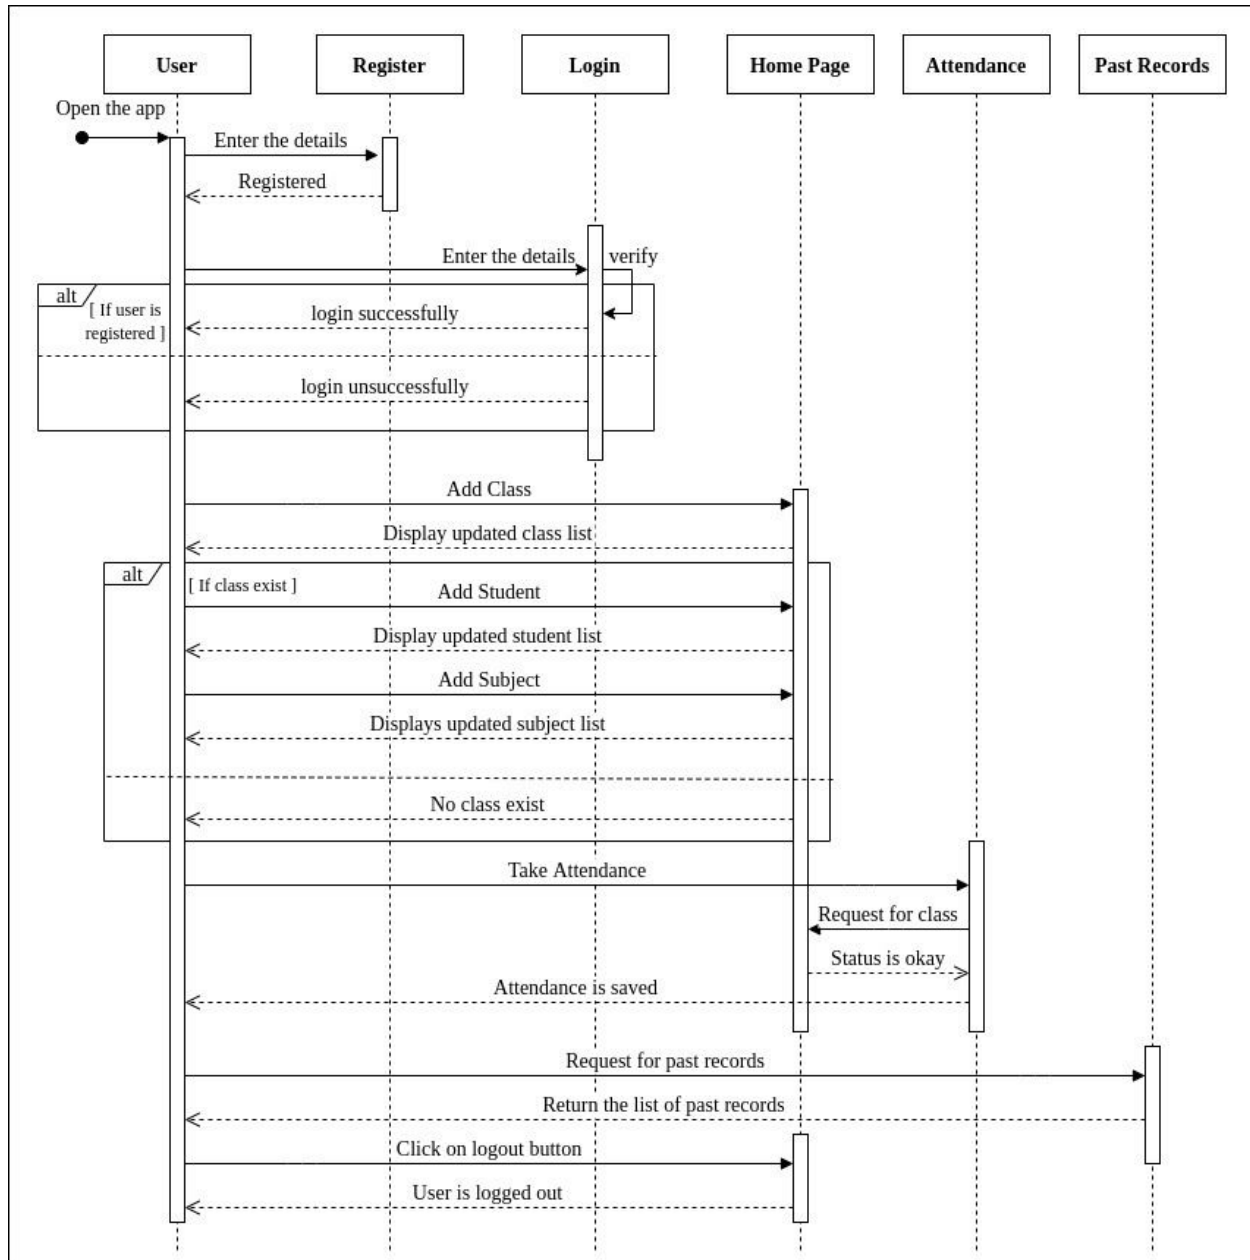 User
Register
Login
Home Page
Attendance
Past Records
Open the app
Enter the details
Registered
Enter the details
verify
alt
[ If user is
registered ]
login successfully
login unsuccessfully
Add Class
Display updated class list
alt
[ If class exist ]
Add Student
Display updated student list
Add Subject
Displays updated subject list
No class exist
Take Attendance
Request for class
Status is okay
Attendance is saved
Request for past records
Return the list of past records
Click on logout button
User is logged out